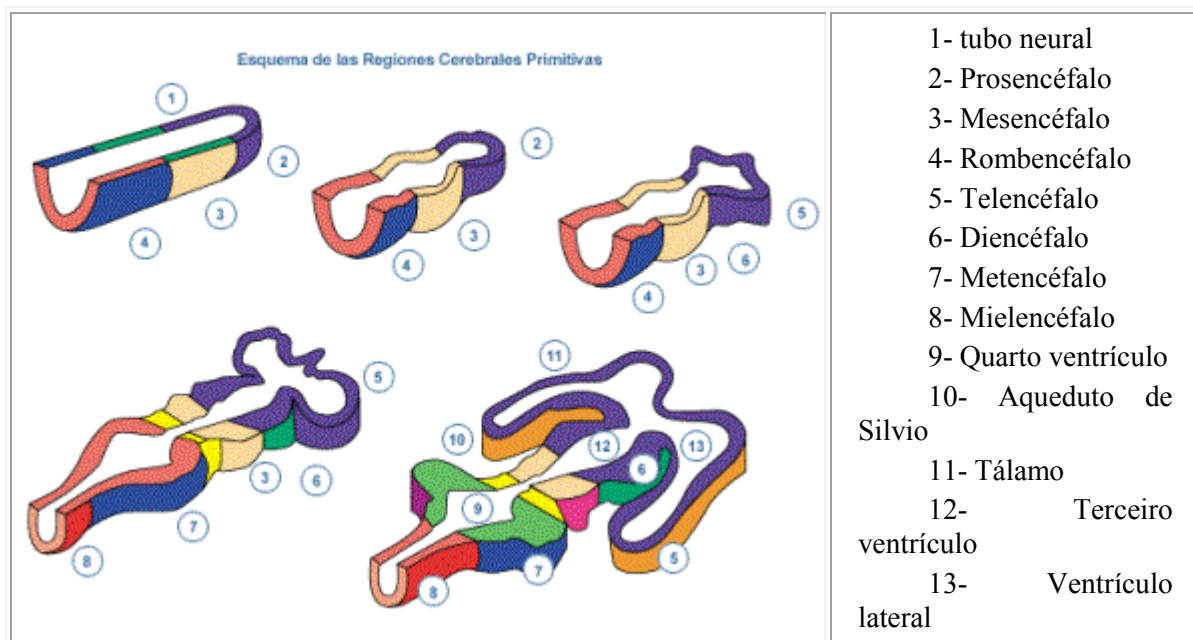 Esquema de las Regiones Cerebrales Primitivas
1
2
3
4
2
3
4
5
6
3
4
5
6
3
7
8
11
10
12
13
6
9
5
7
8
1- tubo neural
2- Prosencéfalo
3- Mesencéfalo
4- Rombencéfalo
5- Telencéfalo
6- Diencéfalo
7- Metencéfalo
8- Mielencéfalo
9- Quarto ventrículo
10- Aqueduto de
Silvio
11- Tálamo
12- Terceiro
ventrículo
13- Ventrículo
lateral